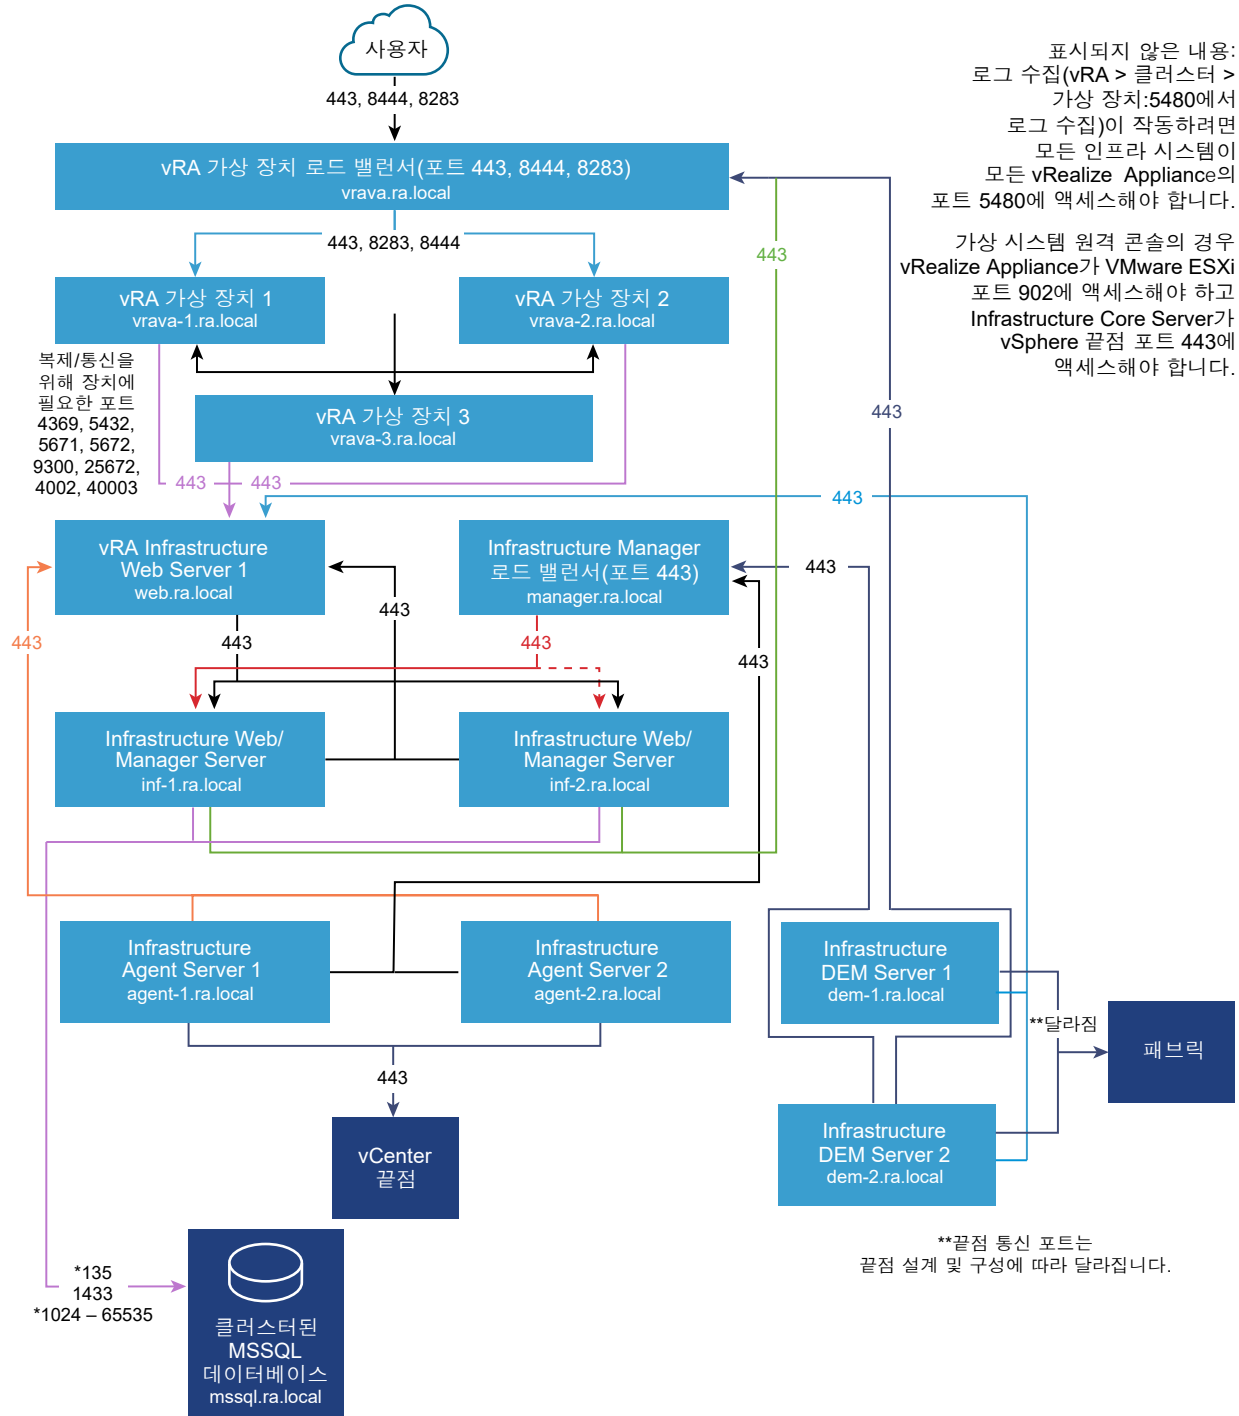 사용자
443, 8444, 8283
vRA 가상 장치 로드 밸런서(포트 443, 8444, 8283)
vrava.ra.local
443, 8283, 8444
vRA 가상 장치 1
vrava-1.ra.local
vRA 가상 장치 2
vrava-2.ra.local
복제/통신을
위해 장치에
필요한 포트
4369, 5432,
5671, 5672,
9300, 25672,
4002, 40003
vRA 가상 장치 3
vrava-3.ra.local
443
443
표시되지 않은 내용:
로그 수집(vRA > 클러스터 >
가상 장치:5480에서
로그 수집)이 작동하려면
모든 인프라 시스템이
모든 vRealize Appliance의
포트 5480에 액세스해야 합니다.
가상 시스템 원격 콘솔의 경우
vRealize Appliance가 VMware ESXi
포트 902에 액세스해야 하고
Infrastructure Core Server가
vSphere 끝점 포트 443에
액세스해야 합니다.
443
443
443
vRA Infrastructure
Web Server 1
web.ra.local
Infrastructure Manager
로드 밸런서(포트 443)
manager.ra.local
443
443
443
443
443
443
Infrastructure Web/
Manager Server
inf-1.ra.local
Infrastructure Web/
Manager Server
inf-2.ra.local
Infrastructure
Agent Server 1
agent-1.ra.local
Infrastructure
Agent Server 2
agent-2.ra.local
Infrastructure
DEM Server 1
dem-1.ra.local
**달라짐
패브릭
443
vCenter
끝점
Infrastructure
DEM Server 2
dem-2.ra.local
**끝점 통신 포트는
끝점 설계 및 구성에 따라 달라집니다.
*135
1433
*1024 – 65535
클러스터된
MSSQL
데이터베이스
mssql.ra.local